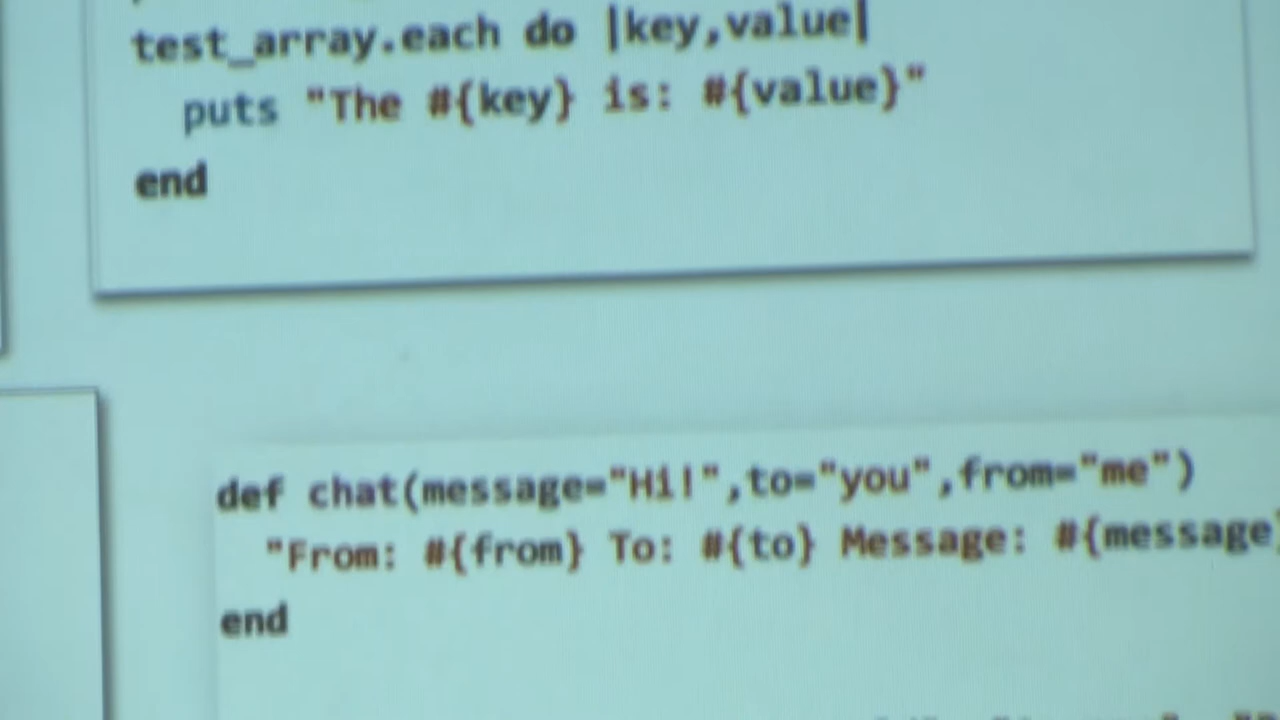 test_array.each do |key,value|
puts "The #{key} is: #{value}"
end
def chat(message="Hi!",to="you",from="me")
"From: #{from} To: #{to} Message: #{message}
end